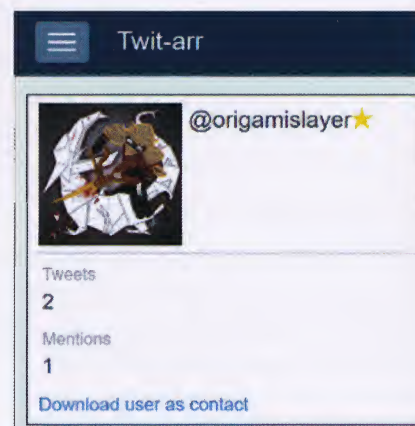 Twit-arr
@origamislayer
Tweets
2
Mentions
1
Download user as contact